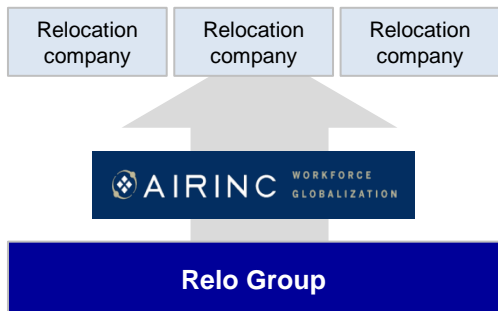 Relocation
company
Relocation
company
Relocation
company
AIRINC WORKFORCE
GLOBALIZATION
Relo Group